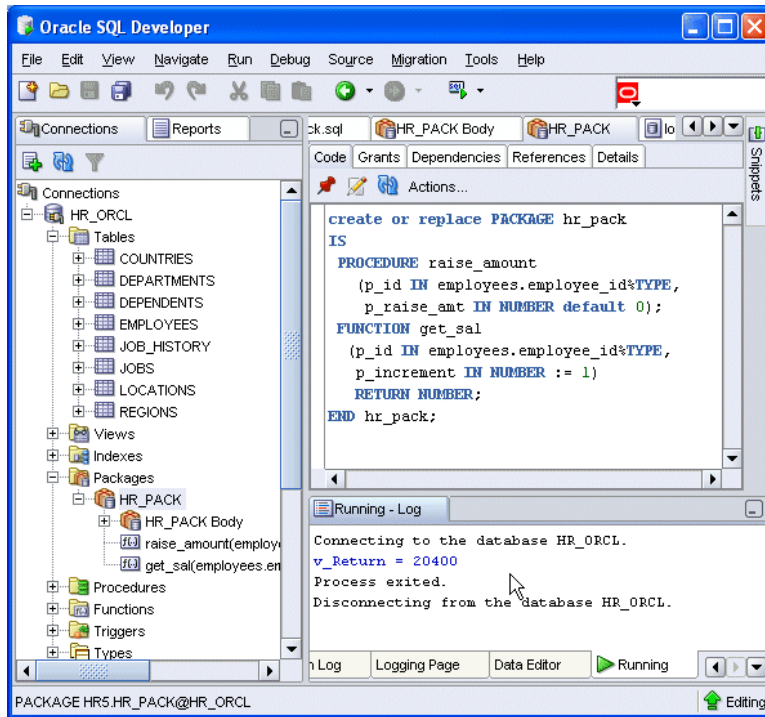 Oracle SQL Developer
File Edit View Navigate Run Debug Source Migration Tools Help
Connections Reports
ck.sql HR_PACK Body HR_PACK lo
Code Grants Dependencies References Details
Actions...
Snippets
Connections
HR_ORCL
Tables
COUNTRIES
DEPARTMENTS
DEPENDENTS
EMPLOYEES
JOB_HISTORY
JOBS
LOCATIONS
REGIONS
Views
Indexes
Packages
HR_PACK
HR_PACK Body
raise_amount(employ
get_sal(employees.em
Procedures
Functions
Triggers
Types
create or replace PACKAGE hr_pack
IS
PROCEDURE raise_amount
(p_id IN employees.employee_id%TYPE,
p_raise_amt IN NUMBER default 0);
FUNCTION get_sal
(p_id IN employees.employee_id%TYPE,
p_increment IN NUMBER := 1)
RETURN NUMBER;
END hr_pack;
Running - Log
Connecting to the database HR_ORCL.
v_Return = 20400
Process exited.
Disconnecting from the database HR_ORCL.
n Log Logging Page Data Editor Running
PACKAGE HR5.HR_PACK@HR_ORCL
Editing